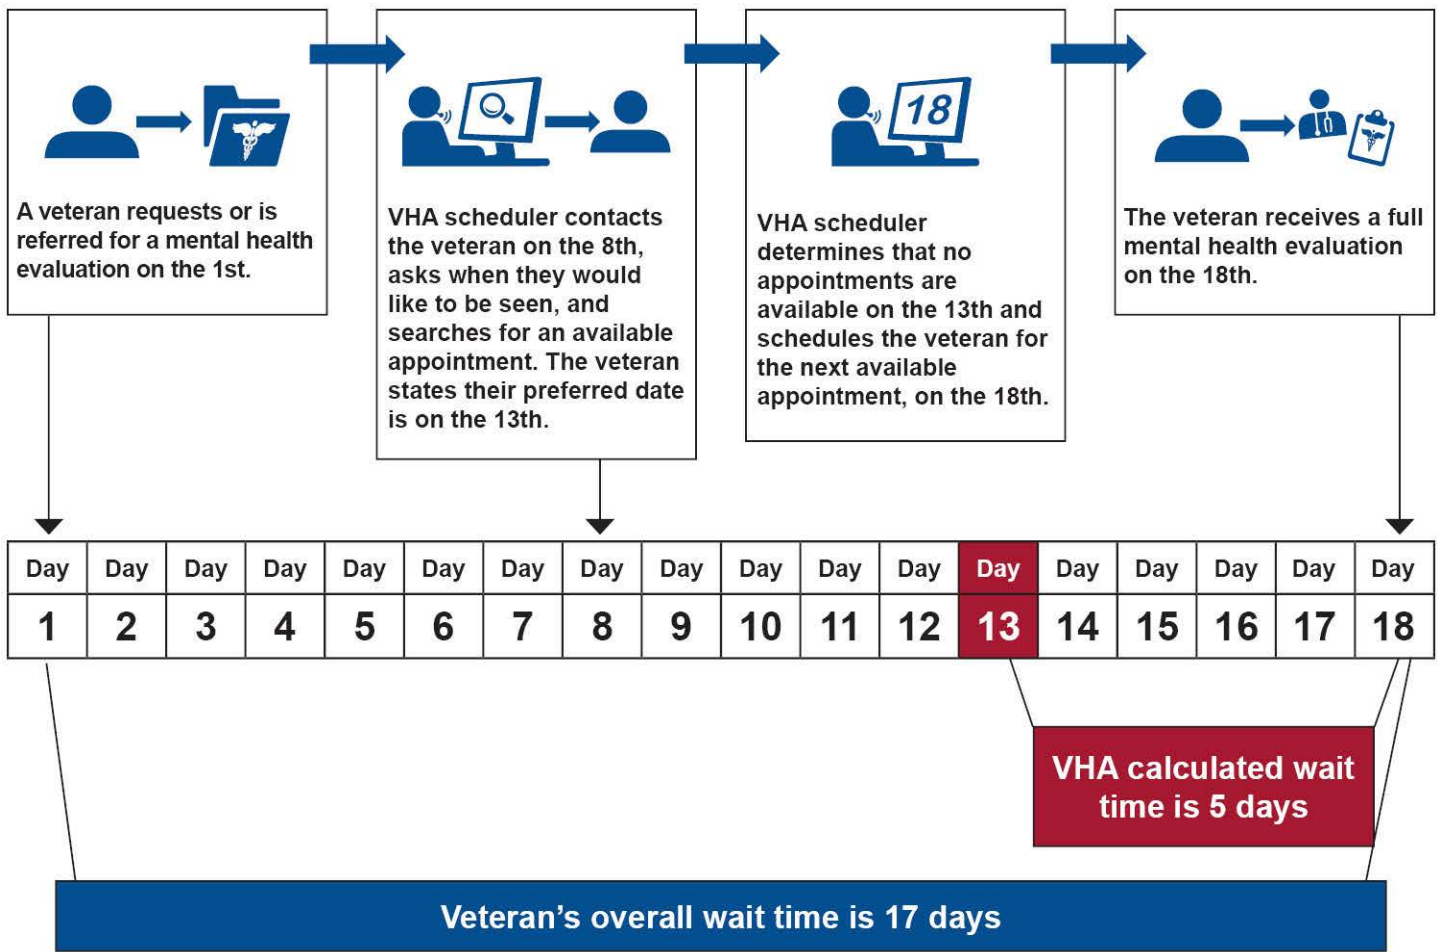 A veteran requests or is
referred for a mental health
evaluation on the 1st.
VHA scheduler contacts
the veteran on the 8th,
asks when they would
like to be seen, and
searches for an available
appointment. The veteran
states their preferred date
is on the 13th.
18
VHA scheduler
determines that no
appointments are
available on the 13th and
schedules the veteran for
the next available
appointment, on the 18th.
The veteran receives a full
mental health evaluation
on the 18th.
Day Day Day Day Day Day Day Day Day Day Day Day Day Day Day Day Day Day
1 2 3 4 5 6 7 8 9 10 11 12 13 14 15 16 17 18
VHA calculated wait
time is 5 days
Veteran's overall wait time is 17 days